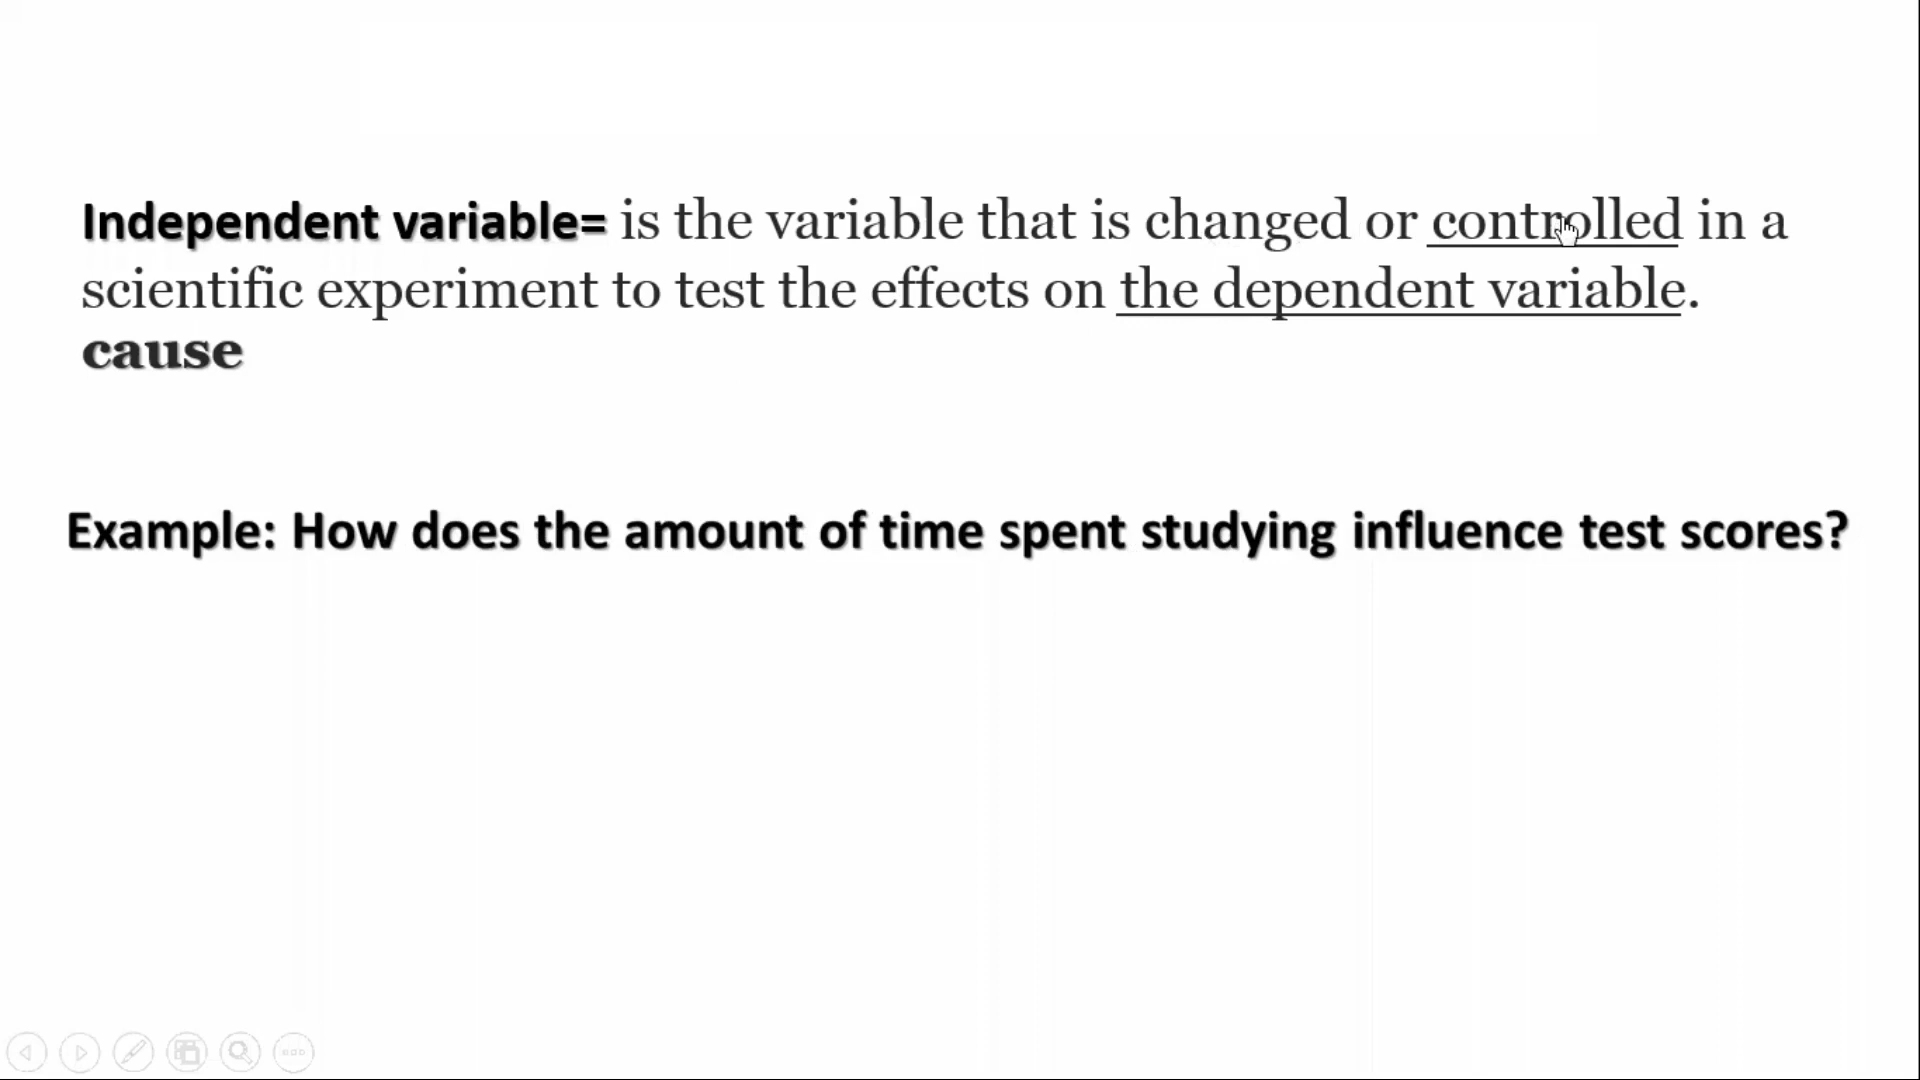 Independent variable= is the variable that is changed or controlled in a
scientific experiment to test the effects on the dependent variable.
cause
Example: How does the amount of time spent studying influence test scores?